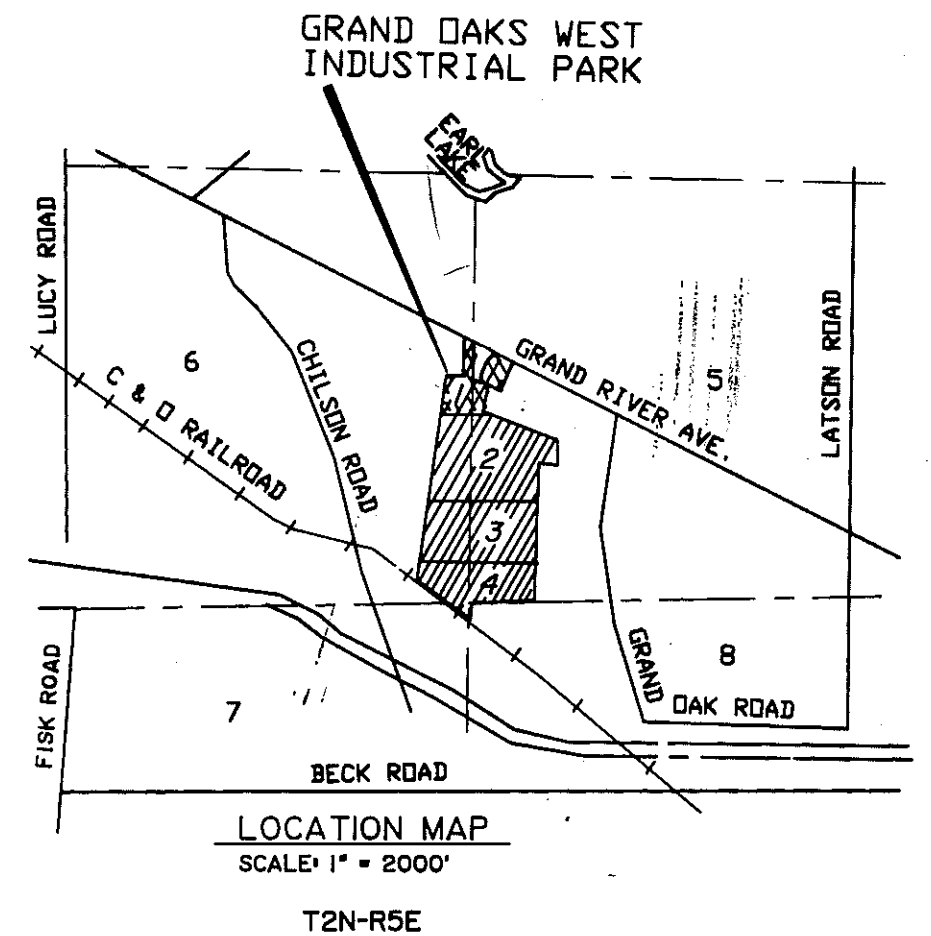 GRAND OAKS WEST
INDUSTRIAL PARK
EARL
LAKE
LUCY ROAD
6
C & O RAILROAD
CHILSON ROAD
GRAND RIVER AVE.
5
LATSON ROAD
1
2
3
4
FISK ROAD
7
GRAND OAK ROAD
8
BECK ROAD
LOCATION MAP
SCALE: 1" = 2000'
T2N-R5E